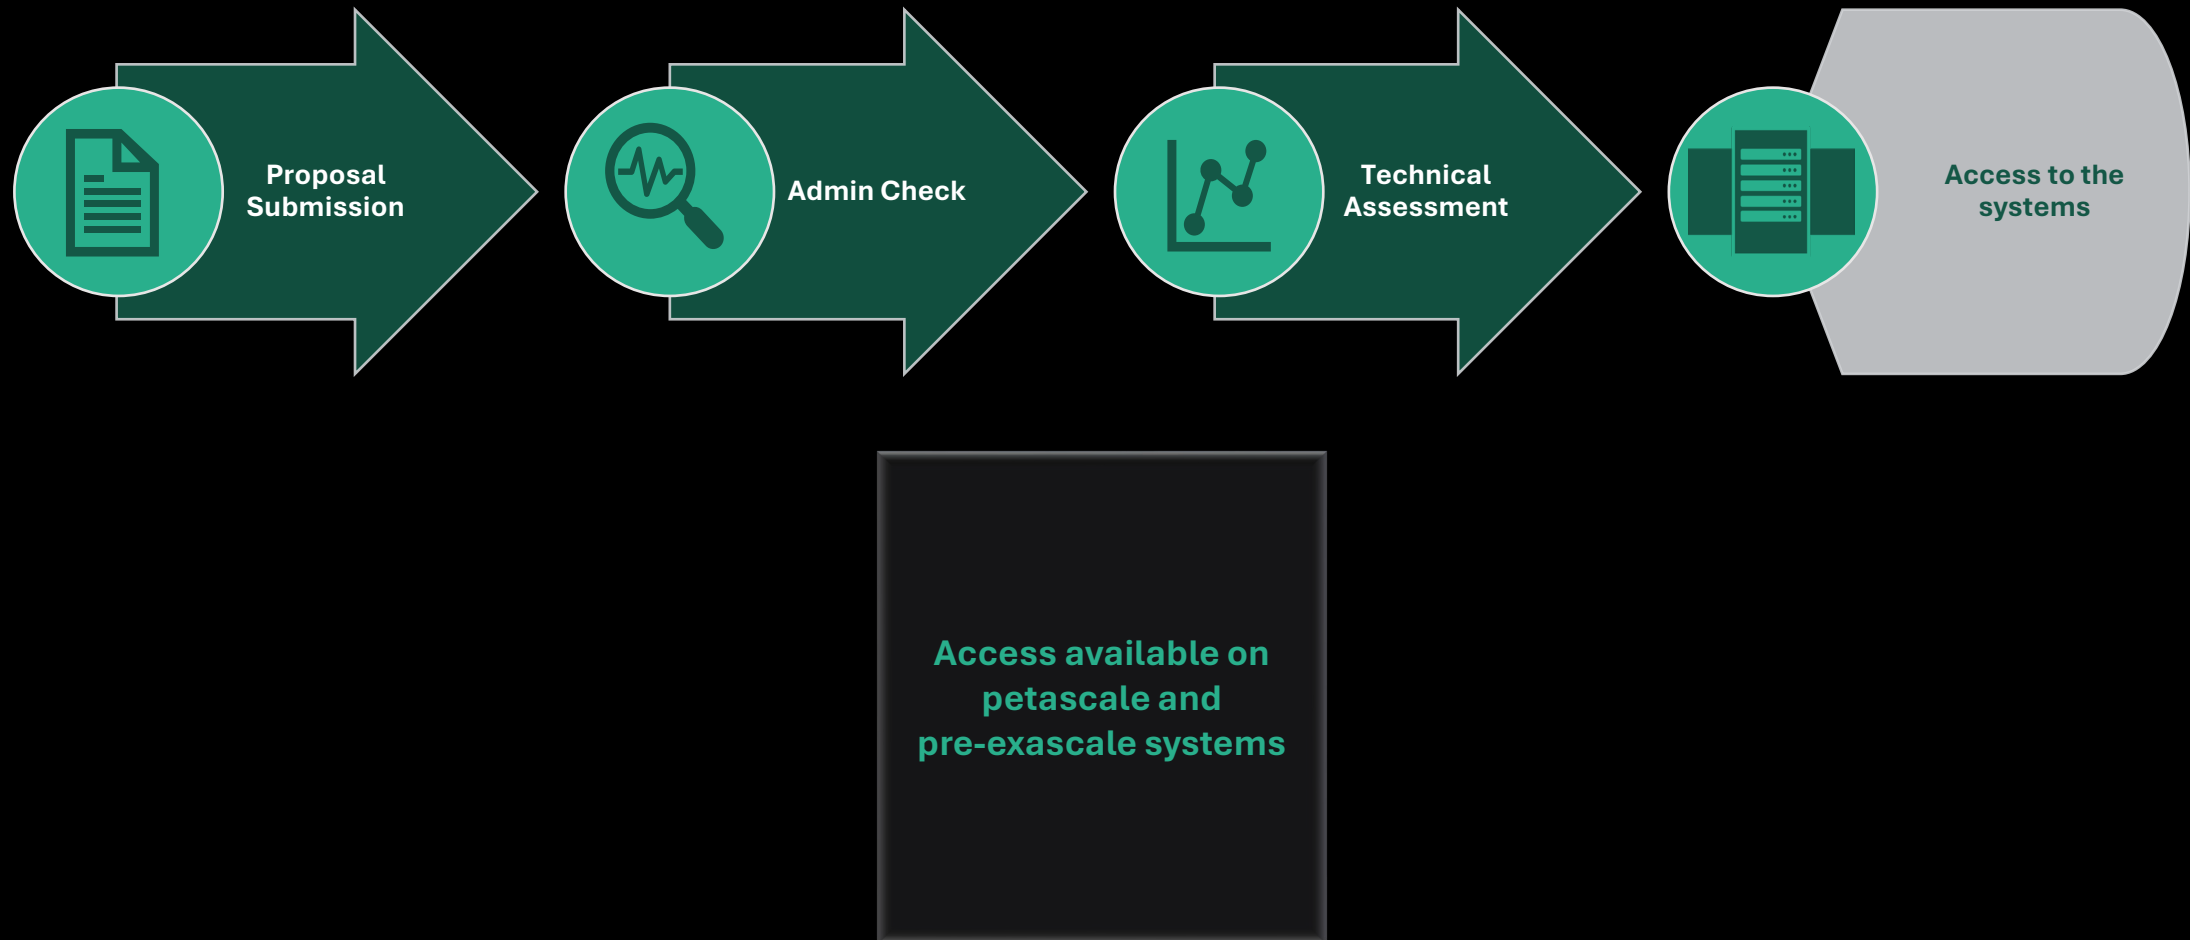 Proposal
Submission
Admin Check
Technical
Assessment
Access to the
systems
Access available on
petascale and
pre-exascale systems